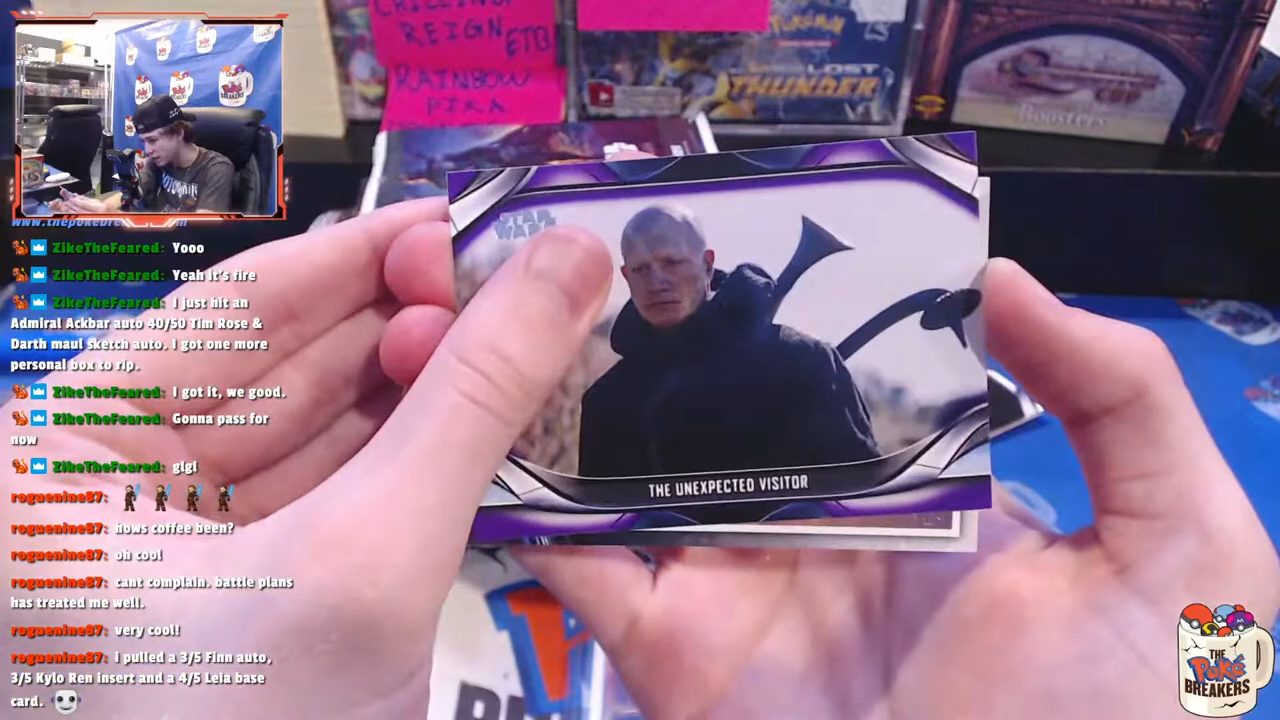 CHILLING
REIGN ETB
RAINBOW
PIKA
POKÉMON
LOST
THUNDER
Boosters
STAR
WARS
THE UNEXPECTED VISITOR
ZikeTheFeared: Yooo
ZikeTheFeared: Yeah it's fire
ZikeTheFeared: I just hit an
Admiral Ackbar auto 40/50 Tim Rose &
Darth maul sketch auto. I got one more
personal box to rip.
ZikeTheFeared: I got it, we good.
ZikeTheFeared: Gonna pass for
now
ZikeTheFeared: glgl
roguenine87:
roguenine87: hows coffee been?
roguenine87: oh cool
roguenine87: cant complain. battle plans
has treated me well.
roguenine87: very cool!
roguenine87: I pulled a 3/5 Finn auto,
3/5 Kylo Ren insert and a 4/5 Leia base
card.
THE
POKÉ
BREAKERS